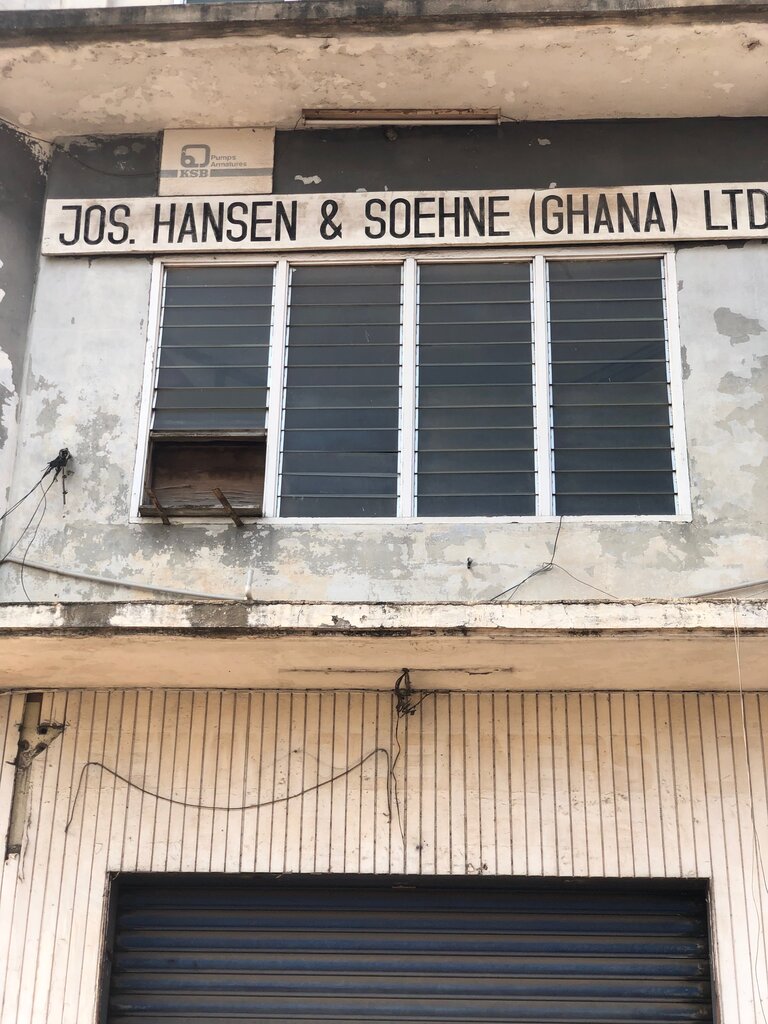 Pumps
Armatures
KSB
JOS. HANSEN & SOEHNE (GHANA) LTD